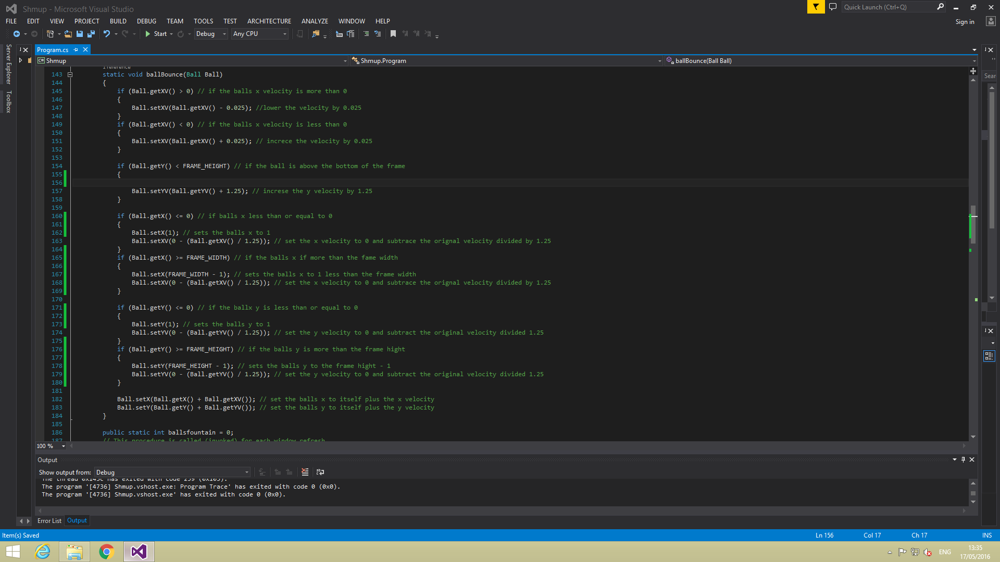 Shmup - Microsoft Visual Studio
Quick Launch (Ctrl+Q)
FILE EDIT VIEW PROJECT BUILD DEBUG TEAM TOOLS TEST ARCHITECTURE ANALYZE WINDOW HELP
Sign in
Start Debug Any CPU
Server Explorer
Toolbox
Program.cs
C# Shmup Shmup.Program ballBounce(Ball Ball)
Sear
1 reference
143 static void ballBounce(Ball Ball)
144 {
145 if (Ball.getXV() > 0) // if the balls x velocity is more than 0
146 {
147 Ball.setXV(Ball.getXV() - 0.025); //lower the velocity by 0.025
148 }
149 if (Ball.getXV() < 0) // if the balls x velocity is less than 0
150 {
151 Ball.setXV(Ball.getXV() + 0.025); // increce the velocity by 0.025
152 }
153
154 if (Ball.getY() < FRAME_HEIGHT) // if the ball is above the bottom of the frame
155 {
156
157 Ball.setYV(Ball.getYV() + 1.25); // increse the y velocity by 1.25
158 }
159
160 if (Ball.getX() <= 0) // if balls x less than or equal to 0
161 {
162 Ball.setX(1); // sets the balls x to 1
163 Ball.setXV(0 - (Ball.getXV() / 1.25)); // set the x velocity to 0 and subtrace the orignal velocity divided by 1.25
164 }
165 if (Ball.getX() >= FRAME_WIDTH) // if the balls x if more than the fame width
166 {
167 Ball.setX(FRAME_WIDTH - 1); // sets the balls x to 1 less than the frame width
168 Ball.setXV(0 - (Ball.getXV() / 1.25)); // set the x velocity to 0 and subtrace the orignal velocity divided by 1.25
169 }
170
171 if (Ball.getY() <= 0) // if the ballx y is less than or equal to 0
172 {
173 Ball.setY(1); // sets the balls y to 1
174 Ball.setYV(0 - (Ball.getYV() / 1.25)); // set the y velocity to 0 and subtract the original velocity divided 1.25
175 }
176 if (Ball.getY() >= FRAME_HEIGHT) // if the balls y is more than the frame hight
177 {
178 Ball.setY(FRAME_HEIGHT - 1); // sets the balls y to the frame hight - 1
179 Ball.setYV(0 - (Ball.getYV() / 1.25)); // set the y velocity to 0 and subtract the original velocity divided 1.25
180 }
181
182 Ball.setX(Ball.getX() + Ball.getXV()); // set the balls x to itself plus the x velocity
183 Ball.setY(Ball.getY() + Ball.getYV()); // set the balls y to itself plus the y velocity
184 }
185
186 public static int ballsfountain = 0;
187 // This procedure is called (invoked) for each window refresh
100 %
Output
Show output from: Debug
The thread 0x143c has exited with code 259 (0x103).
The program '[4736] Shmup.vshost.exe: Program Trace' has exited with code 0 (0x0).
The program '[4736] Shmup.vshost.exe' has exited with code 0 (0x0).
Error List Output
Item(s) Saved Ln 156 Col 17 Ch 17 INS
ENG
13:35
17/05/2016